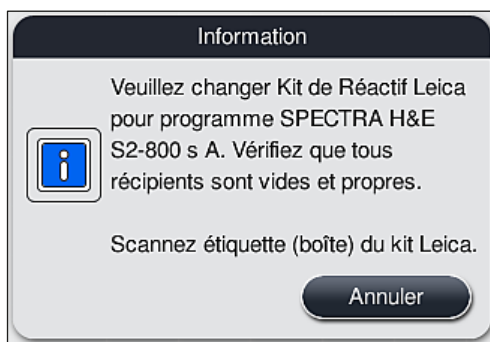 Information
Veuillez changer Kit de Réactif Leica
pour programme SPECTRA H&E
S2-800 s A. Vérifiez que tous
récipients sont vides et propres.
Scannez étiquette (boîte) du kit Leica.
Annuler